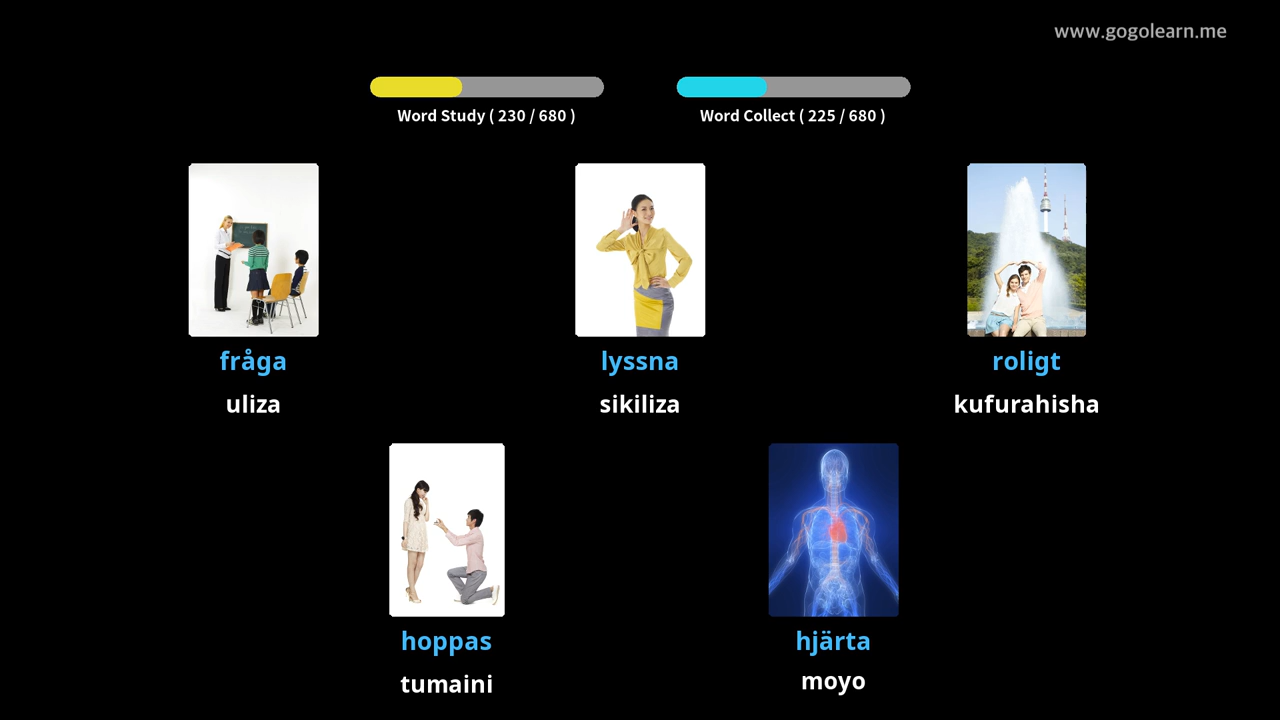 www.gogolearn.me
Word Study ( 230 / 680 )
Word Collect ( 225 / 680 )
fråga
uliza
lyssna
sikiliza
roligt
kufurahisha
hoppas
tumaini
hjärta
moyo